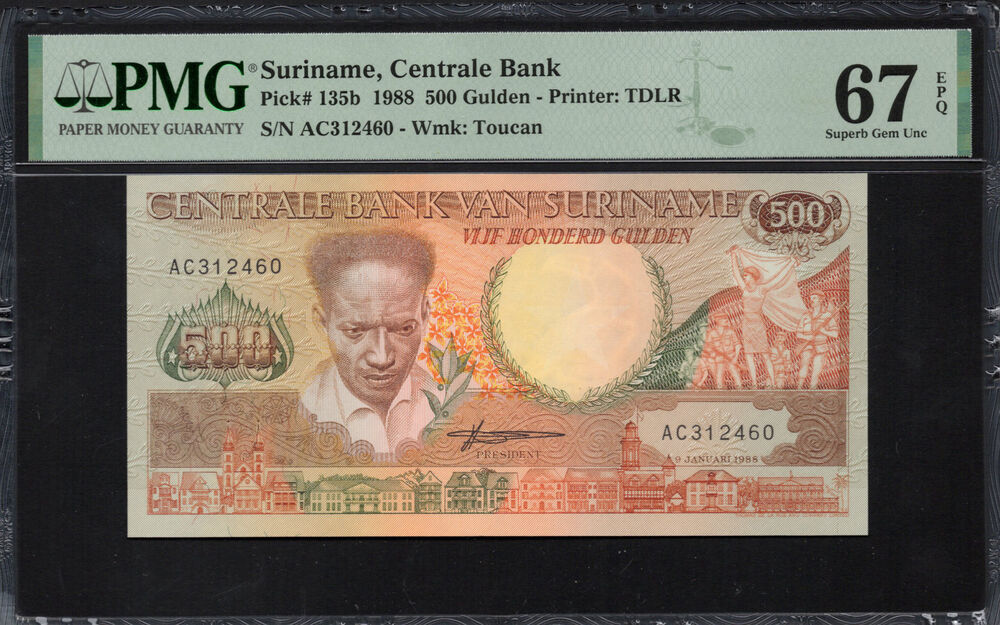 PMG®
PAPER MONEY GUARANTY
Suriname, Centrale Bank
Pick# 135b 1988 500 Gulden - Printer: TDLR
S/N AC312460 - Wmk: Toucan
67
EPQ
Superb Gem Unc
CENTRALE BANK VAN SURINAME
500
VIJF HONDERD GULDEN
AC312460
500
AC312460
PRESIDENT
9 JANUARI 1988